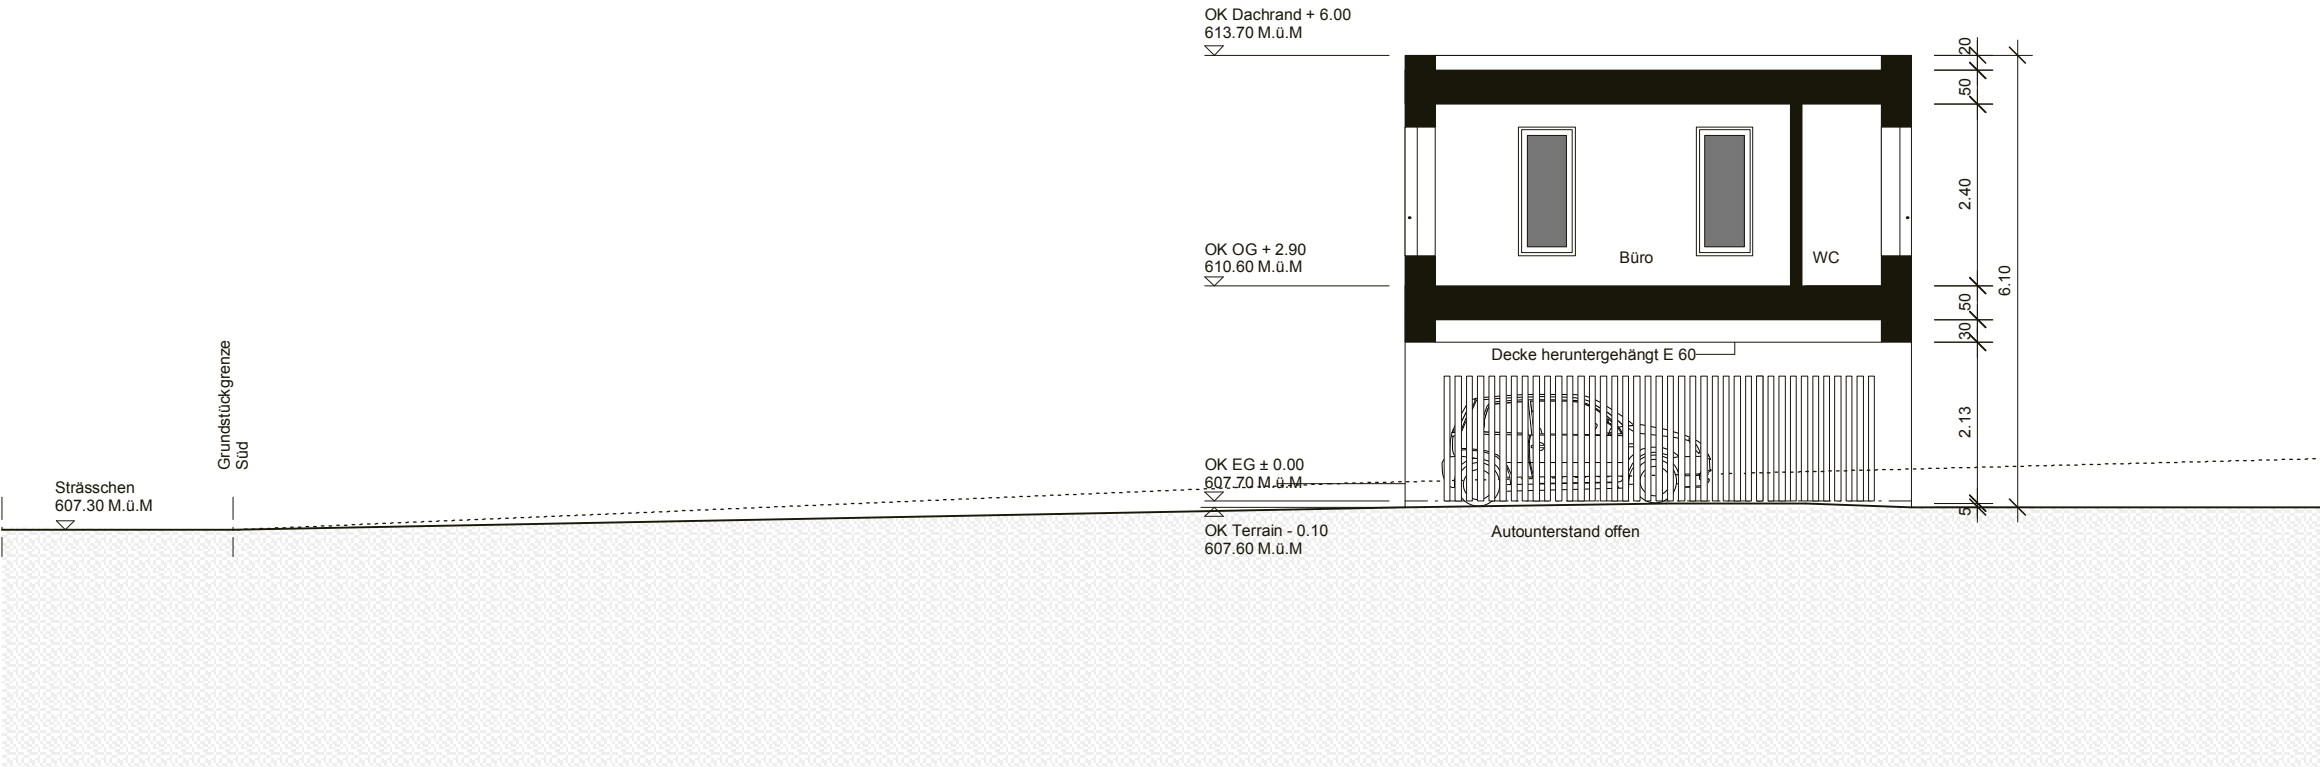 OK Dachrand + 6.00
613.70 M.ü.M
20
50
2.40
OK OG + 2.90
610.60 M.ü.M
Büro
WC
6.10
50
30
Decke heruntergehängt E 60
Grundstückgrenze
Süd
2.13
OK EG ± 0.00
607.70 M.ü.M
Strässchen
607.30 M.ü.M
5
OK Terrain - 0.10
607.60 M.ü.M
Autounterstand offen